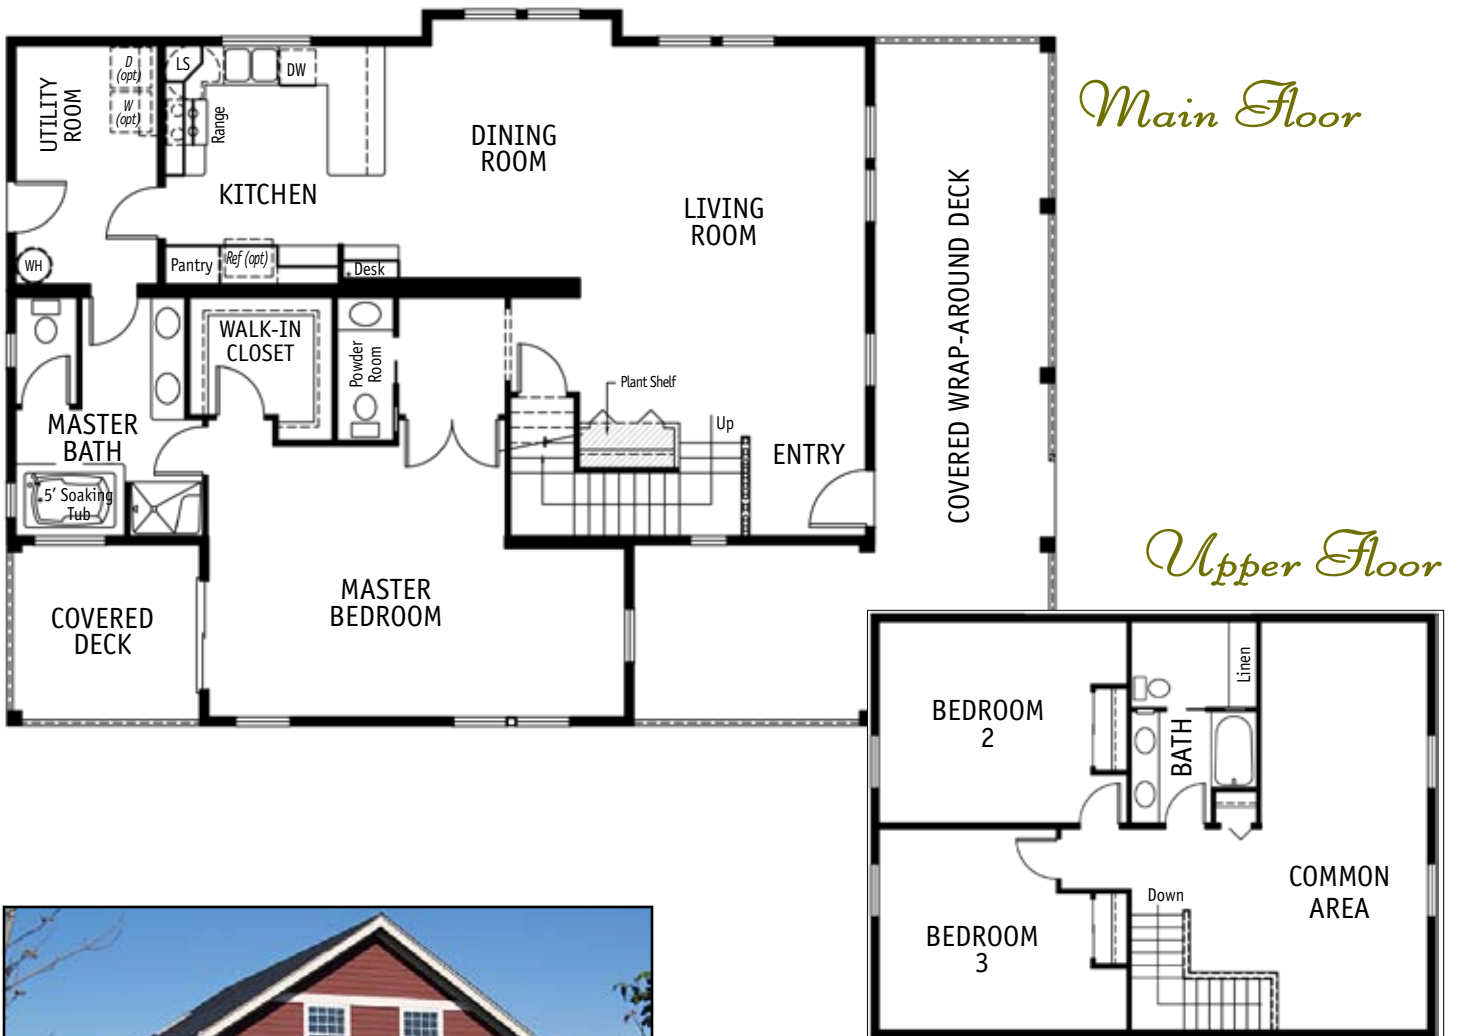 Main Floor
UTILITY
ROOM
D
(opt)
W
(opt)
LS
DW
Range
KITCHEN
DINING
ROOM
LIVING
ROOM
COVERED WRAP-AROUND DECK
WH
Pantry
Ref (opt)
Desk
WALK-IN
CLOSET
Powder
Room
Plant Shelf
Up
ENTRY
MASTER
BATH
5' Soaking
Tub
COVERED
DECK
MASTER
BEDROOM
Upper Floor
BEDROOM
2
Linen
BATH
BEDROOM
3
Down
COMMON
AREA